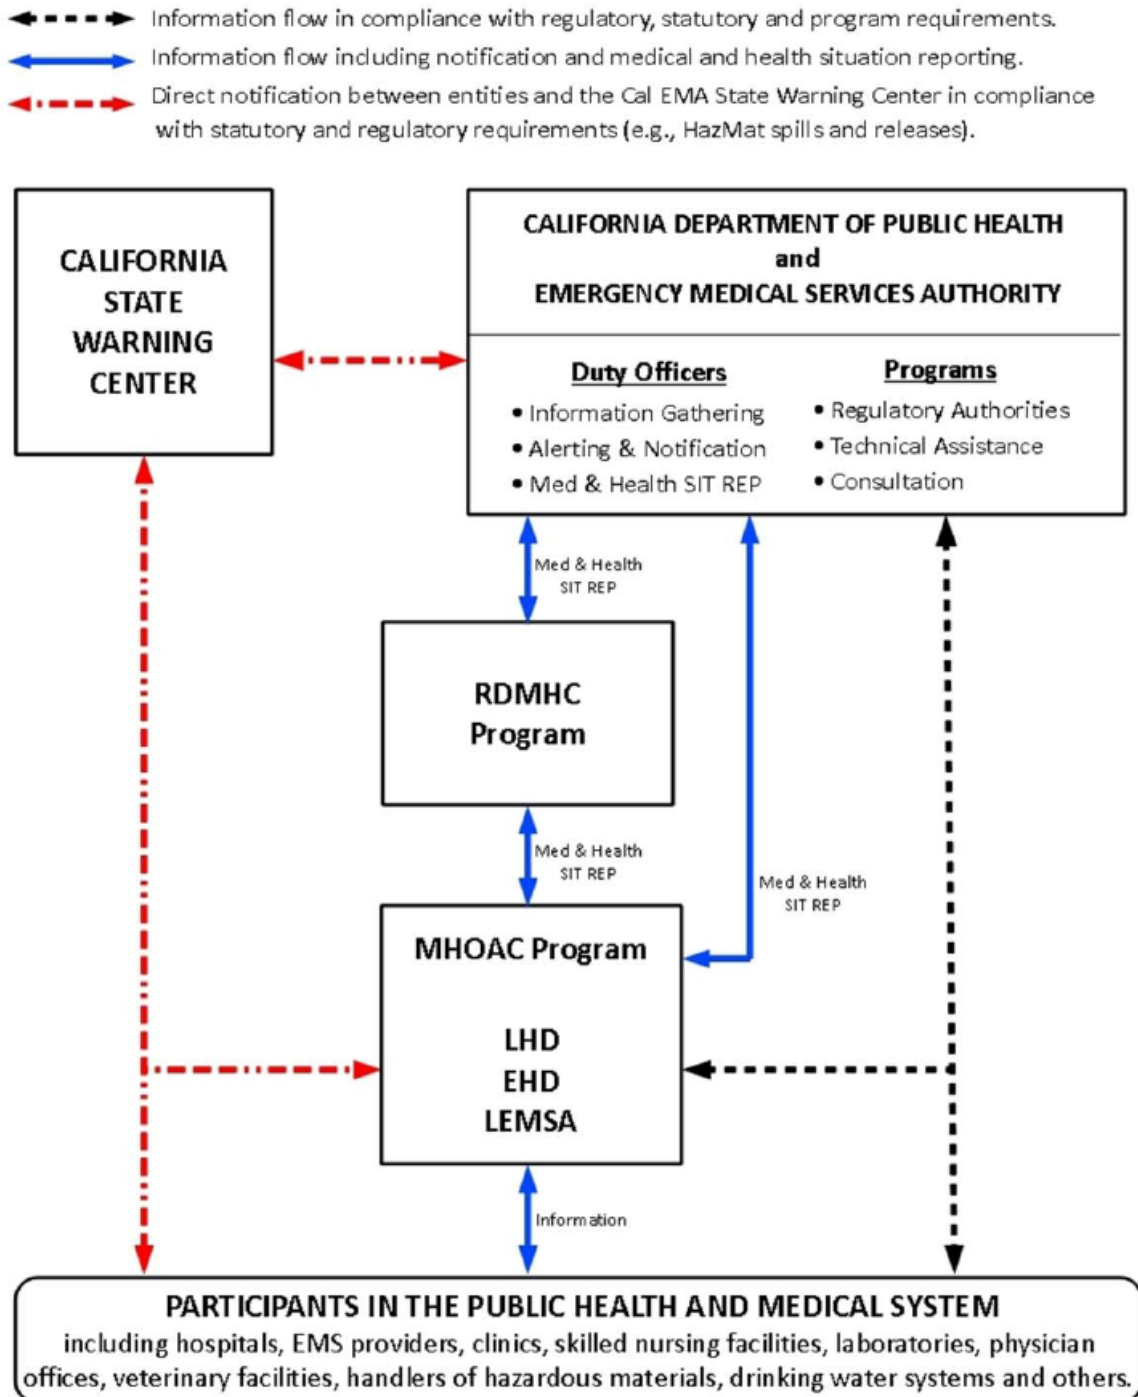 Information flow in compliance with regulatory, statutory and program requirements.
Information flow including notification and medical and health situation reporting.
Direct notification between entities and the Cal EMA State Warning Center in compliance
with statutory and regulatory requirements (e.g., HazMat spills and releases).
CALIFORNIA
STATE
WARNING
CENTER
CALIFORNIA DEPARTMENT OF PUBLIC HEALTH
and
EMERGENCY MEDICAL SERVICES AUTHORITY
Duty Officers
• Information Gathering
• Alerting & Notification
• Med & Health SIT REP
Programs
• Regulatory Authorities
• Technical Assistance
• Consultation
Med & Health
SIT REP
RDMHC
Program
Med & Health
SIT REP
Med & Health
SIT REP
MHOAC Program
LHD
EHD
LEMSA
Information
PARTICIPANTS IN THE PUBLIC HEALTH AND MEDICAL SYSTEM
including hospitals, EMS providers, clinics, skilled nursing facilities, laboratories, physician
offices, veterinary facilities, handlers of hazardous materials, drinking water systems and others.